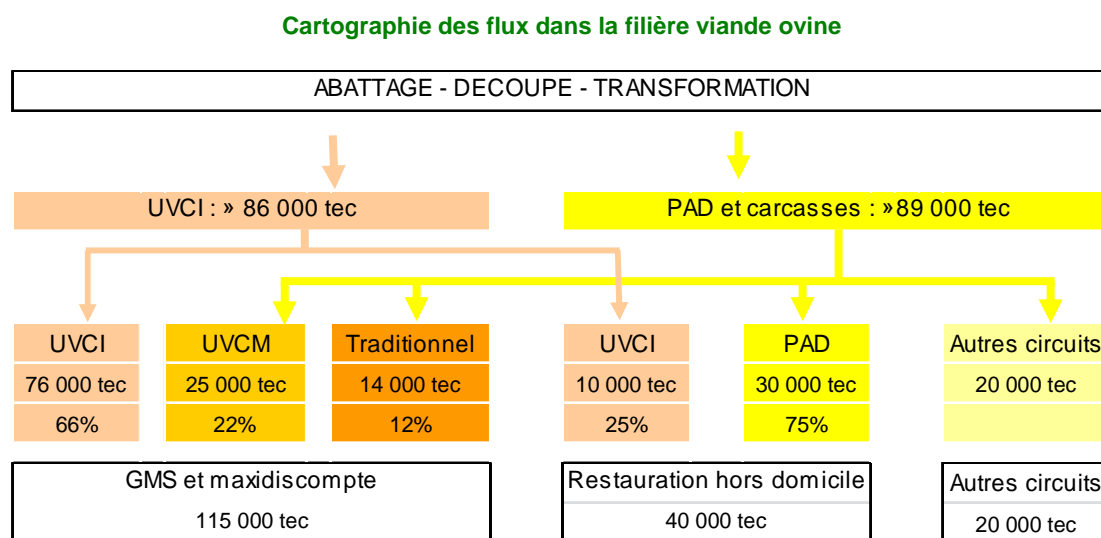 Cartographie des flux dans la filière viande ovine
ABATTAGE - DECOUPE - TRANSFORMATION
UVCI : » 86 000 tec
PAD et carcasses : »89 000 tec
UVCI
UVCM
Traditionnel
UVCI
PAD
Autres circuits
76 000 tec
25 000 tec
14 000 tec
10 000 tec
30 000 tec
20 000 tec
66%
22%
12%
25%
75%
GMS et maxidiscompte
Restauration hors domicile
Autres circuits
115 000 tec
40 000 tec
20 000 tec